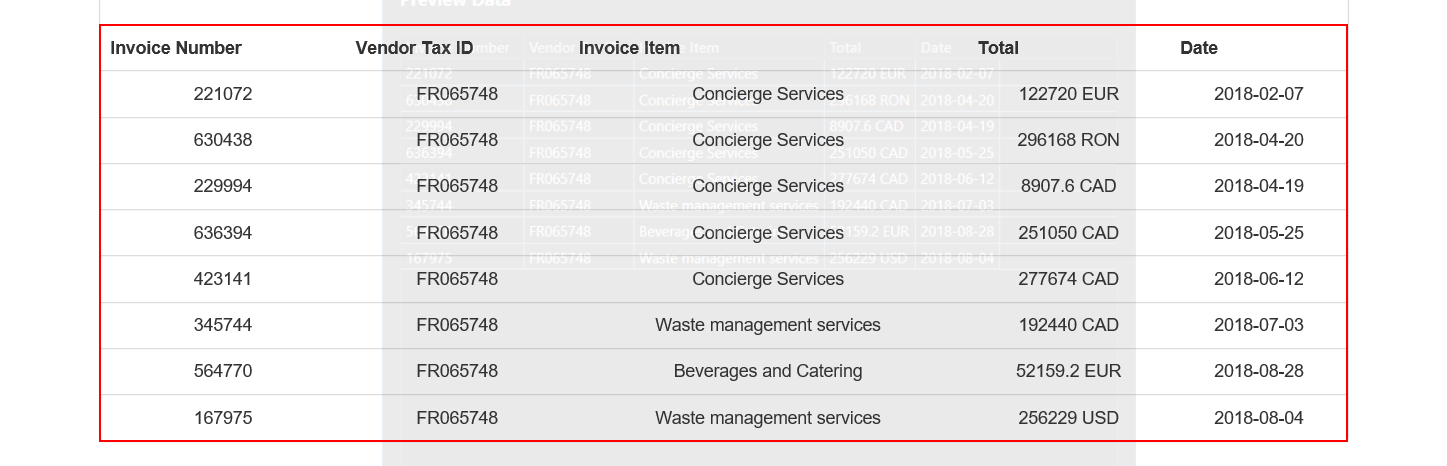 Preview Data
Invoice Number Vendor Tax ID Invoice Item Total Date
221072 FR065748 Concierge Services 122720 EUR 2018-02-07
630438 FR065748 Concierge Services 296168 RON 2018-04-20
229994 FR065748 Concierge Services 8907.6 CAD 2018-04-19
636394 FR065748 Concierge Services 251050 CAD 2018-05-25
423141 FR065748 Concierge Services 277674 CAD 2018-06-12
345744 FR065748 Waste management services 192440 CAD 2018-07-03
564770 FR065748 Beverages and Catering 52159.2 EUR 2018-08-28
167975 FR065748 Waste management services 256229 USD 2018-08-04